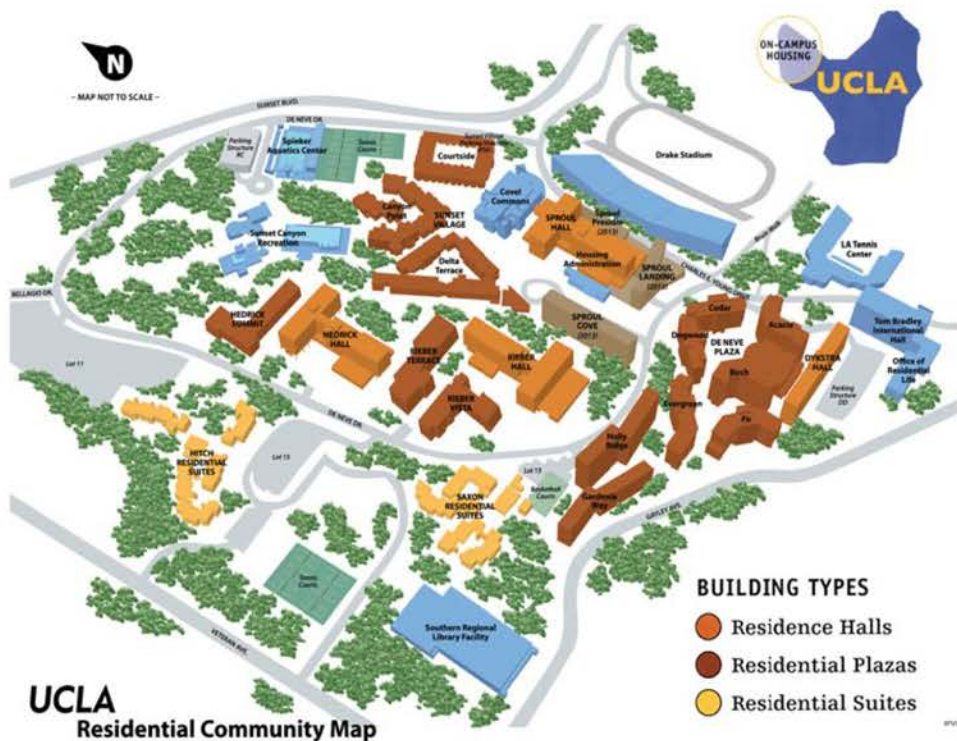 N
– MAP NOT TO SCALE –
ON-CAMPUS
HOUSING
UCLA
SUNSET BLVD.
DE NEVE DR.
Parking
Structure
RC
Spieker
Aquatics Center
Tennis
Courts
Courtside
Drake Stadium
Canyon
Point
SUNSET
VILLAGE
Covel
Commons
SPROUL
HALL
Sproul
Presidio
(2013)
Bruin Walk
Sunset Canyon
Recreation
Delta
Terrace
Housing
Administration
SPROUL
LANDING
CHARLES E. YOUNG DRIVE
LA Tennis
Center
BELLAGIO DR.
HEDRICK
SUMMIT
HEDRICK
HALL
RIEBER
TERRACE
RIEBER
HALL
SPROUL
COVE
(2013)
Cedar
Dogwood
DE NEVE
PLAZA
Acacia
Tom Bradley
International
Hall
Lot 11
RIEBER
VISTA
Birch
DYKSTRA
HALL
Office of
Residential
Life
Parking
Structure
DD
Evergreen
Fir
DE NEVE DR.
Holly
Ridge
HITCH
RESIDENTIAL
SUITES
Lot 13
SAXON
RESIDENTIAL
SUITES
Lot 15
Basketball
Courts
Gardenia
Way
GAYLEY AVE.
Tennis
Courts
VETERAN AVE.
Southern Regional
Library Facility
BUILDING TYPES
Residence Halls
Residential Plazas
Residential Suites
UCLA
Residential Community Map